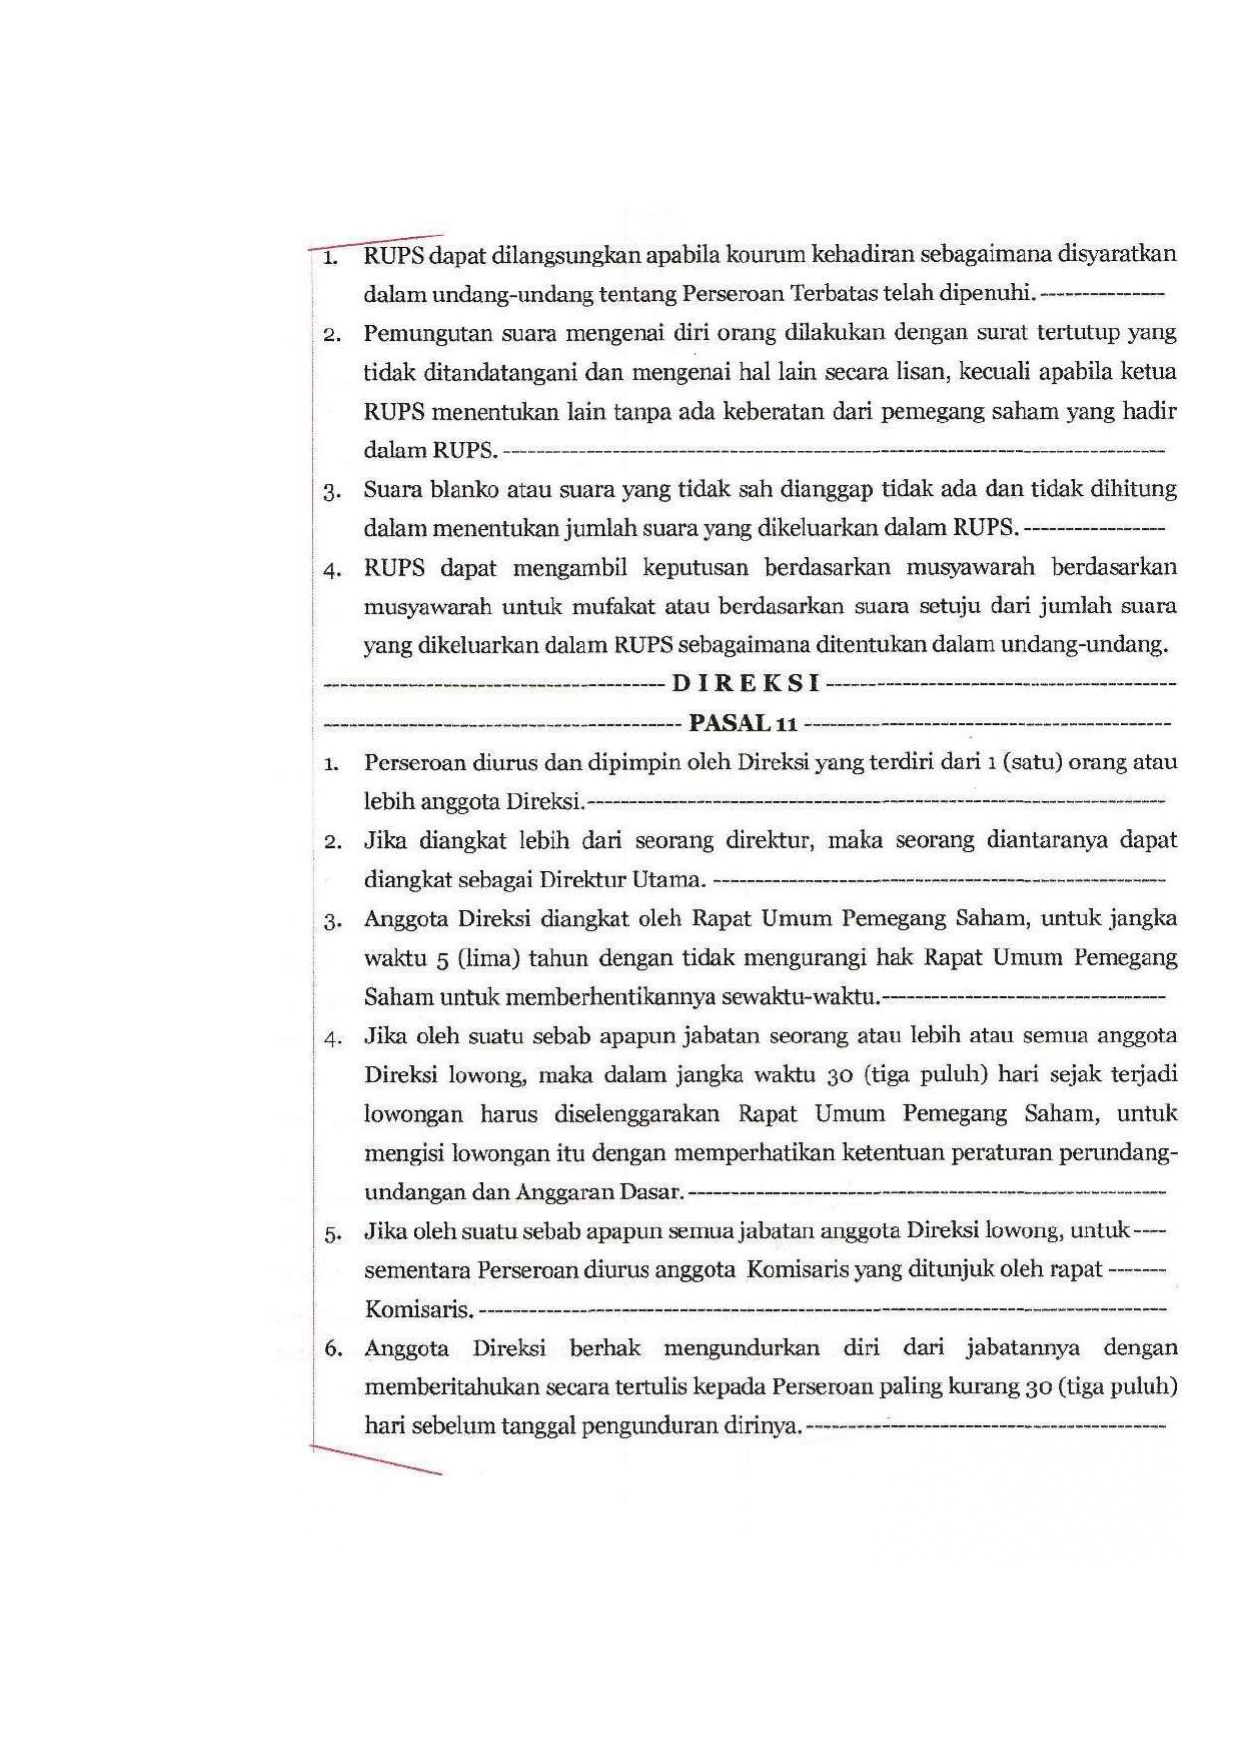 1. RUPS dapat dilangsungkan apabila kourum kehadiran sebagaimana disyaratkan
dalam undang-undang tentang Perseroan Terbatas telah dipenuhi. ---------------
2. Pemungutan suara mengenai diri orang dilakukan dengan surat tertutup yang
tidak ditandatangani dan mengenai hal lain secara lisan, kecuali apabila ketua
RUPS menentukan lain tanpa ada keberatan dari pemegang saham yang hadir
dalam RUPS. --------------------------------------------------------------------------------
3. Suara blanko atau suara yang tidak sah dianggap tidak ada dan tidak dihitung
dalam menentukan jumlah suara yang dikeluarkan dalam RUPS. -----------------
4. RUPS dapat mengambil keputusan berdasarkan musyawarah berdasarkan
musyawarah untuk mufakat atau berdasarkan suara setuju dari jumlah suara
yang dikeluarkan dalam RUPS sebagaimana ditentukan dalam undang-undang.
----------------------------------------- D I R E K S I ------------------------------------------
------------------------------------------- PASAL 11 --------------------------------------------
1. Perseroan diurus dan dipimpin oleh Direksi yang terdiri dari 1 (satu) orang atau
lebih anggota Direksi.----------------------------------------------------------------------
2. Jika diangkat lebih dari seorang direktur, maka seorang diantaranya dapat
diangkat sebagai Direktur Utama. ------------------------------------------------------
3. Anggota Direksi diangkat oleh Rapat Umum Pemegang Saham, untuk jangka
waktu 5 (lima) tahun dengan tidak mengurangi hak Rapat Umum Pemegang
Saham untuk memberhentikannya sewaktu-waktu.----------------------------------
4. Jika oleh suatu sebab apapun jabatan seorang atau lebih atau semua anggota
Direksi lowong, maka dalam jangka waktu 30 (tiga puluh) hari sejak terjadi
lowongan harus diselenggarakan Rapat Umum Pemegang Saham, untuk
mengisi lowongan itu dengan memperhatikan ketentuan peraturan perundang-
undangan dan Anggaran Dasar. ---------------------------------------------------------
5. Jika oleh suatu sebab apapun semua jabatan anggota Direksi lowong, untuk ----
sementara Perseroan diurus anggota Komisaris yang ditunjuk oleh rapat -------
Komisaris. -----------------------------------------------------------------------------------
6. Anggota Direksi berhak mengundurkan diri dari jabatannya dengan
memberitahukan secara tertulis kepada Perseroan paling kurang 30 (tiga puluh)
hari sebelum tanggal pengunduran dirinya. -------------------------------------------